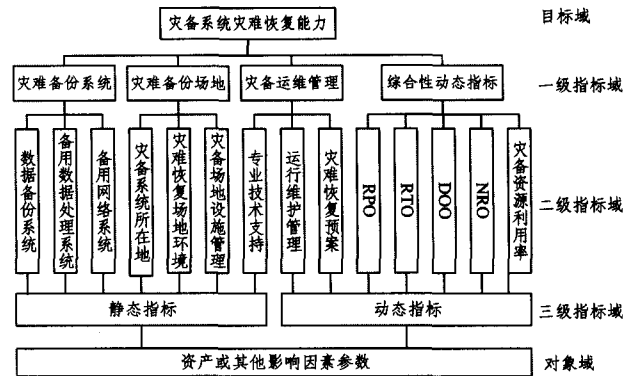 灾备系统灾难恢复能力
目标域
灾难备份系统
灾难备份场地
灾备运维管理
综合性动态指标
一级指标域
数据备份系统
备用数据处理系统
备用网络系统
灾备系统所在地
灾难恢复场地环境
灾备场地设施管理
专业技术支持
运行维护管理
灾难恢复预案
RPO
RTO
DOO
NRO
灾备资源利用率
二级指标域
静态指标
动态指标
三级指标域
资产或其他影响因素参数
对象域